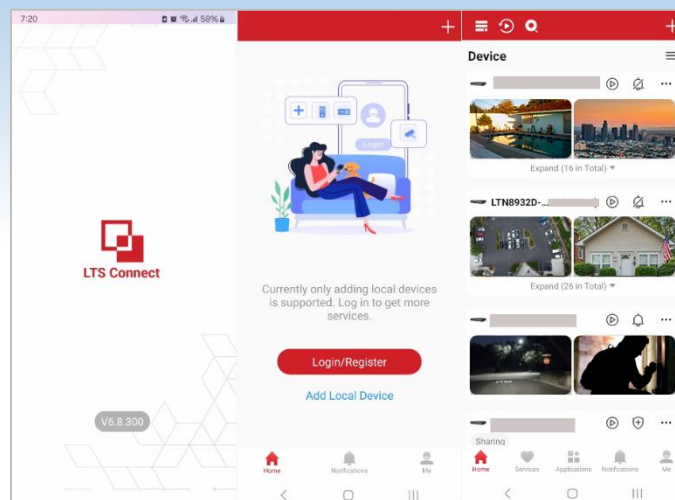 7:20
58%
LTS Connect
V6.8.300
Currently only adding local devices
is supported. Log in to get more
services.
Login
Login/Register
Add Local Device
Home
Notifications
Me
Device
Expand (16 in Total)
LTN8932D-...
Expand (26 in Total)
Sharing
Home
Services
Applications
Notifications
Me